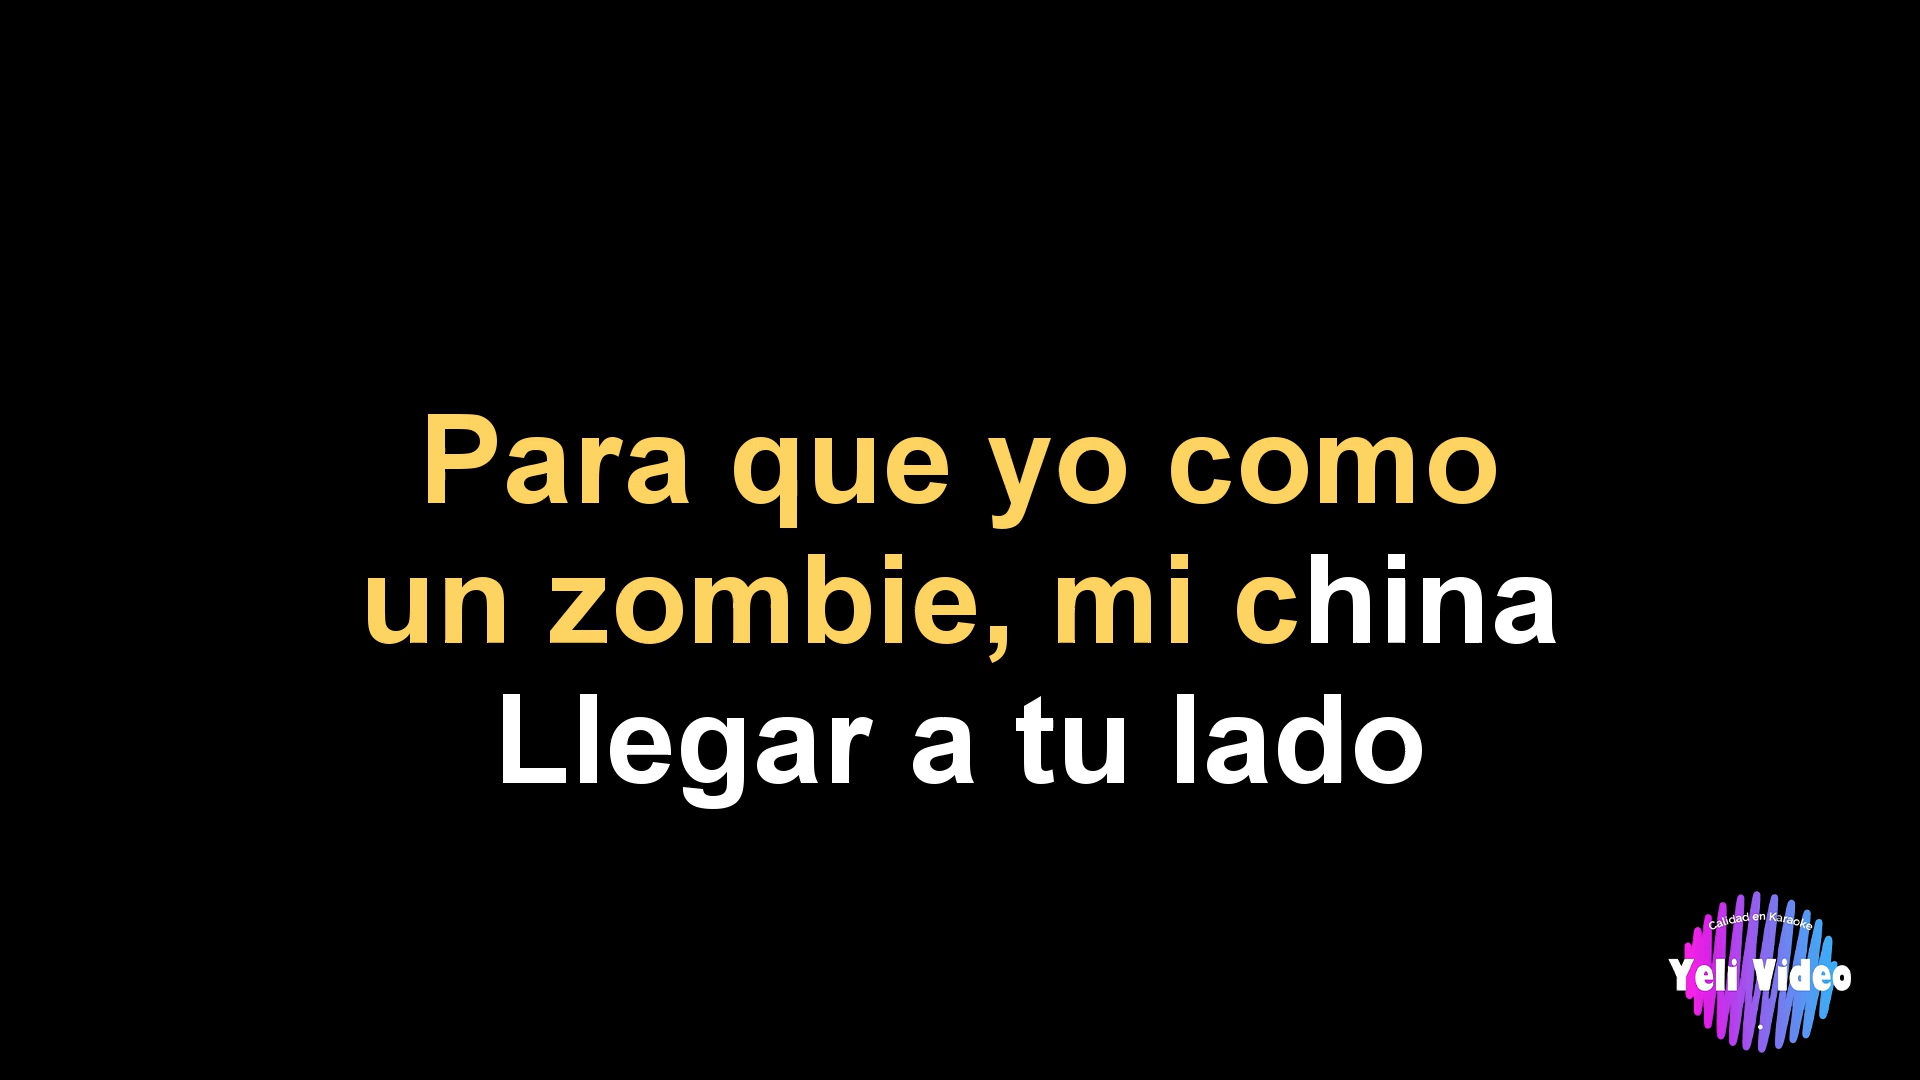 Para que yo como
un zombie, mi china
Llegar a tu lado
Calidad en Karaoke
Yeli Video